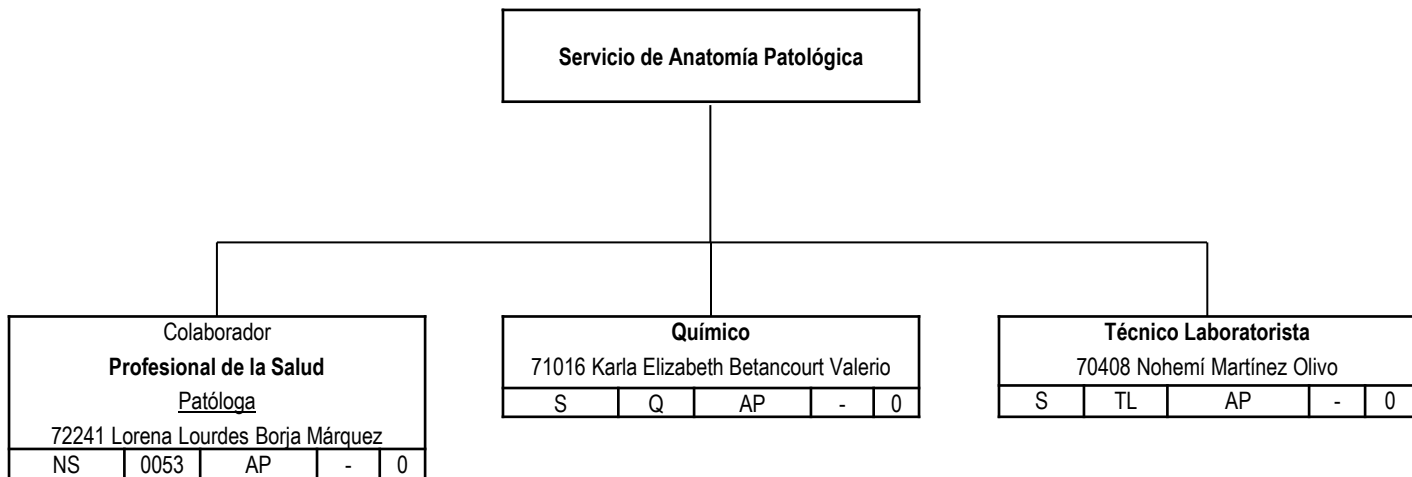 Servicio de Anatomía Patológica
Colaborador
Profesional de la Salud
Patóloga
72241 Lorena Lourdes Borja Márquez
NS 0053 AP - 0
Químico
71016 Karla Elizabeth Betancourt Valerio
S Q AP - 0
Técnico Laboratorista
70408 Nohemí Martínez Olivo
S TL AP - 0